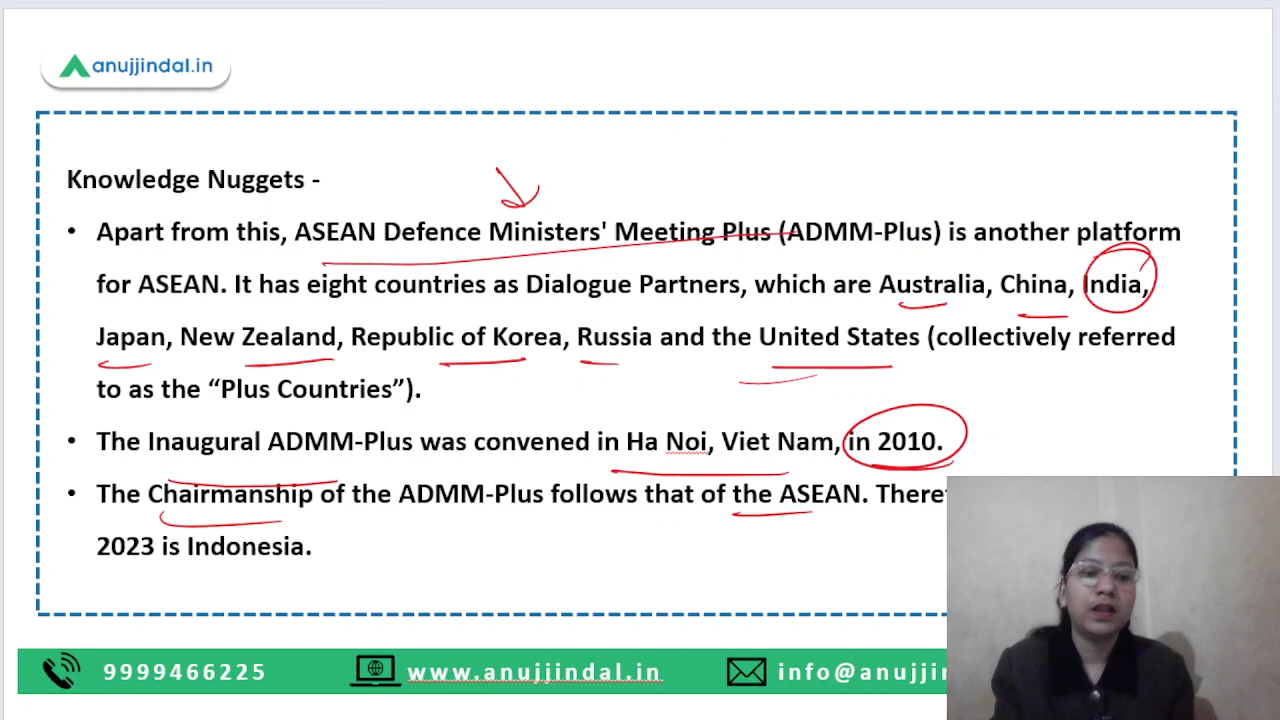 anujjindal.in
Knowledge Nuggets -
• Apart from this, ASEAN Defence Ministers' Meeting Plus (ADMM-Plus) is another platform
for ASEAN. It has eight countries as Dialogue Partners, which are Australia, China, India,
Japan, New Zealand, Republic of Korea, Russia and the United States (collectively referred
to as the “Plus Countries”).
• The Inaugural ADMM-Plus was convened in Ha Noi, Viet Nam, in 2010.
• The Chairmanship of the ADMM-Plus follows that of the ASEAN.
2023 is Indonesia.
9999466225 www.anujjindal.in